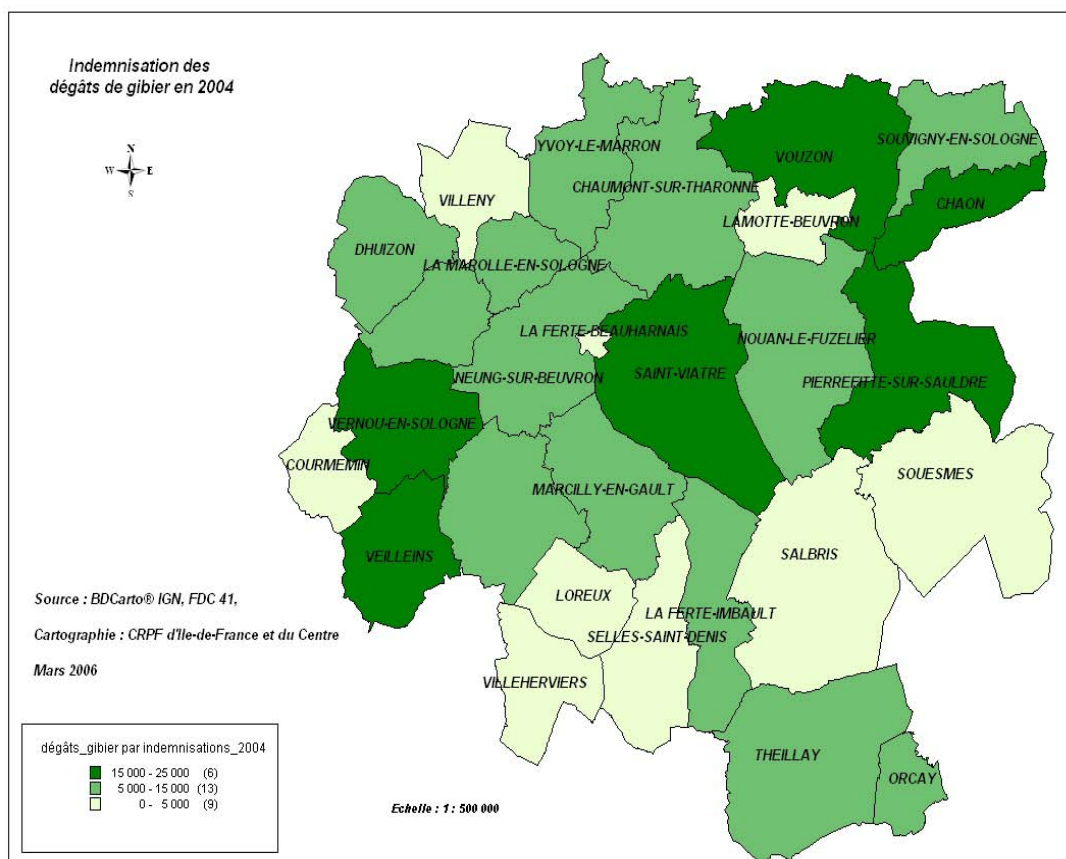 Indemnisation des
dégâts de gibier en 2004
N
W E
S
YVOY-LE-MARRON
VOUZON
SOUVIGNY-EN-SOLOGNE
CHAUMONT-SUR-THARONNE
VILLENY
CHAON
LAMOTTE-BEUVRON
DHUIZON
LA MAROLLE-EN-SOLOGNE
LA FERTE-BEAUHARNAIS
NOUAN-LE-FUZELIER
NEUNG-SUR-BEUVRON
SAINT-VIATRE
PIERREFITTE-SUR-SAULDRE
VERNOU-EN-SOLOGNE
COURMEMIN
SOUESMES
MARCILLY-EN-GAULT
VEILLEINS
SALBRIS
LOREUX
LA FERTE-IMBAULT
SELLES-SAINT-DENIS
VILLEHERVIERS
THEILLAY
ORCAY
Source : BDCarto® IGN, FDC 41,
Cartographie : CRPF d'Ile-de-France et du Centre
Mars 2006
dégâts_gibier par indemnisations_2004
15 000 - 25 000 (6)
5 000 - 15 000 (13)
0 - 5 000 (9)
Echelle : 1 : 500 000